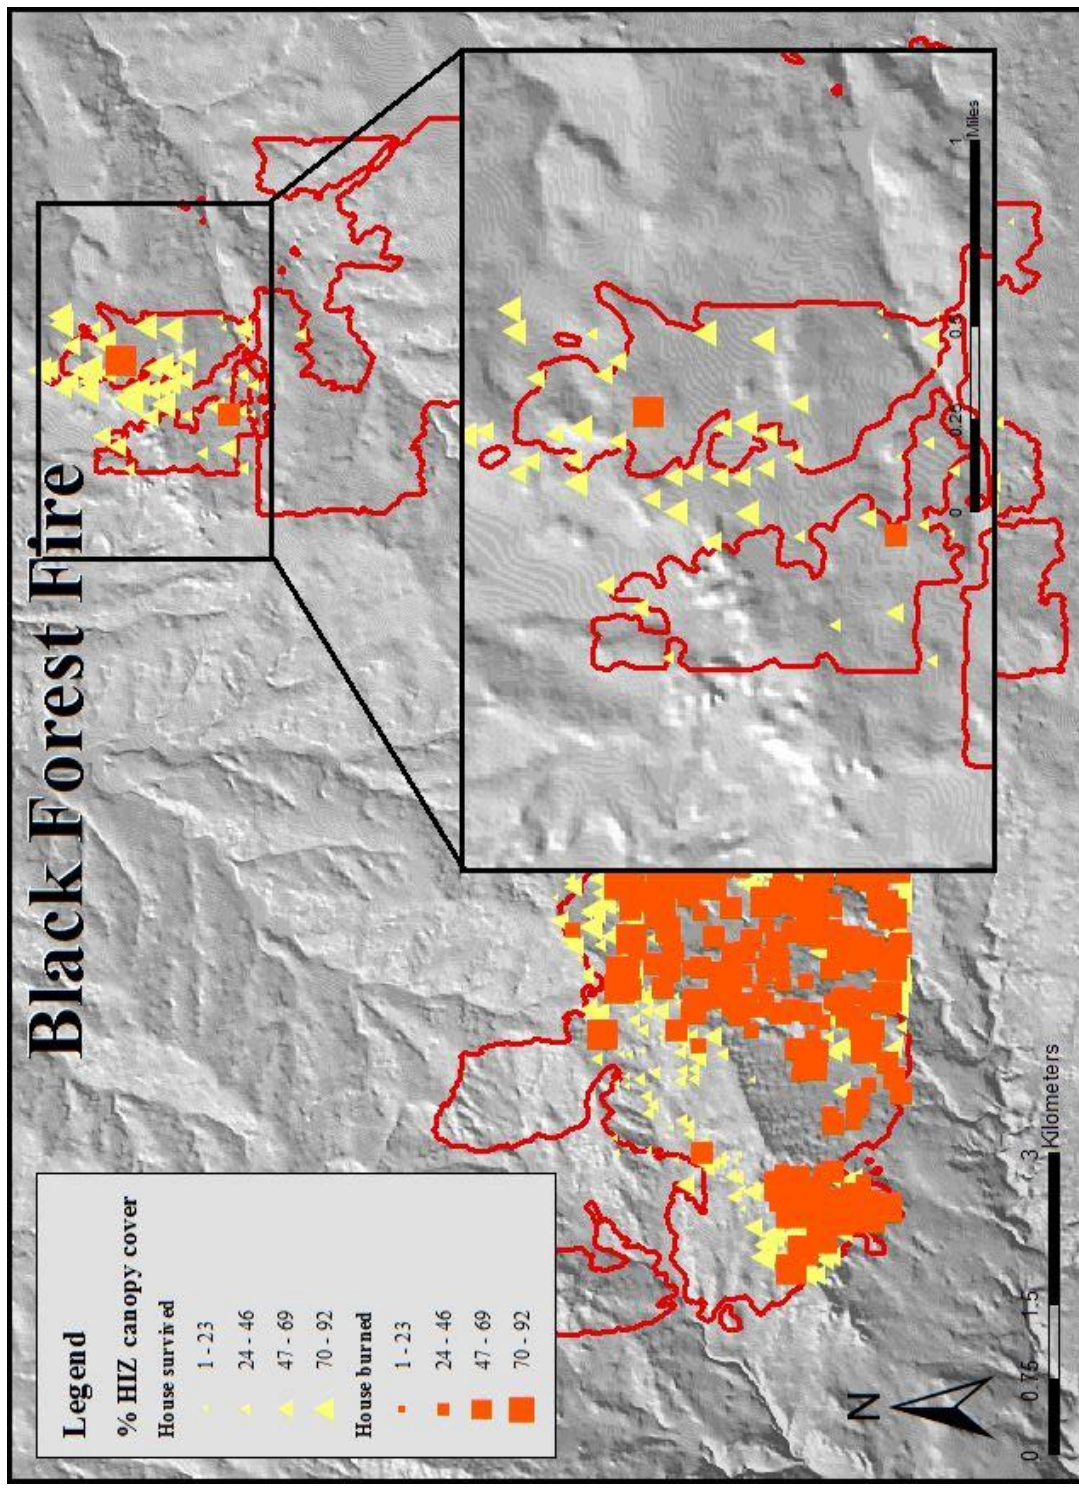 Black Forest Fire
Legend
% HIZ canopy cover
House survived
1 - 23
24 - 46
47 - 69
70 - 92
House burned
1 - 23
24 - 46
47 - 69
70 - 92
N
0 0.75 1.5 3
Kilometers
0 0.25 0.5 1
Miles